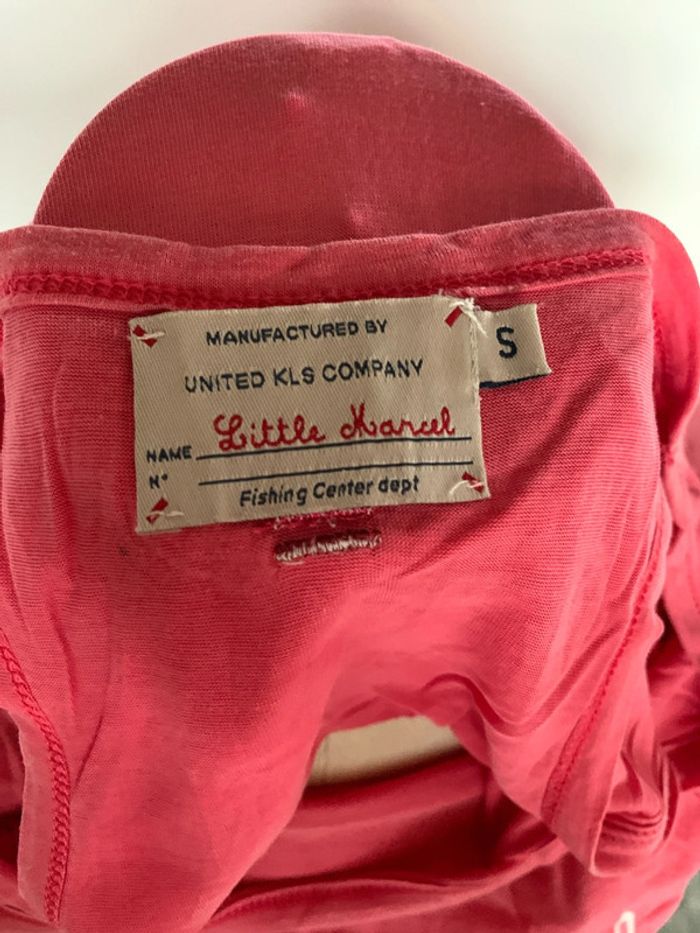 MANUFACTURED BY
UNITED KLS COMPANY
NAME Little Marcel
N°
Fishing Center dept
S